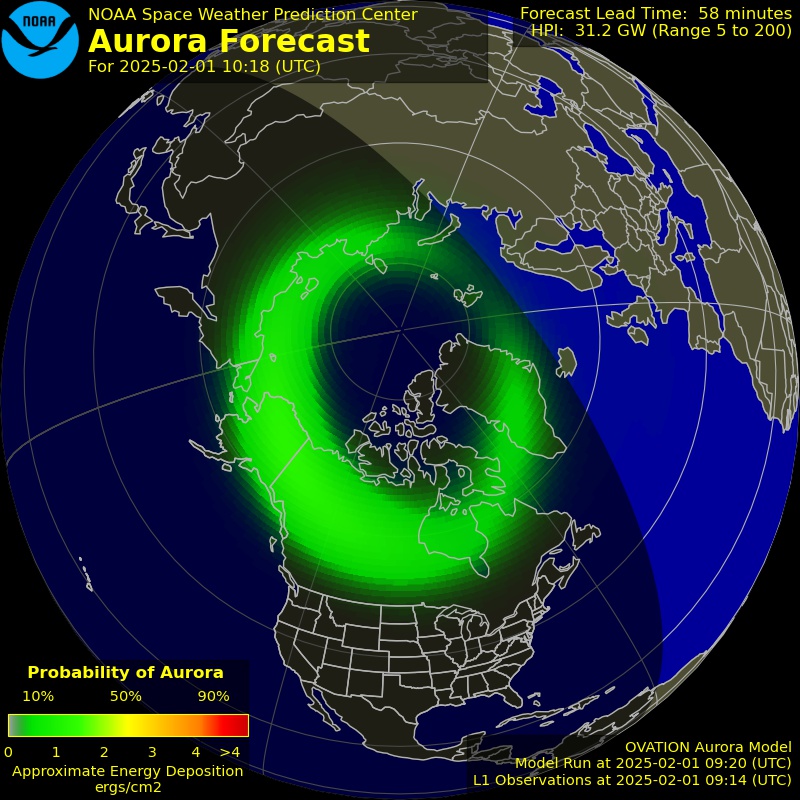 NOAA
NOAA Space Weather Prediction Center
Aurora Forecast
For 2025-02-01 10:18 (UTC)
Forecast Lead Time: 58 minutes
HPI: 31.2 GW (Range 5 to 200)
Probability of Aurora
10% 50% 90%
0 1 2 3 4 >4
Approximate Energy Deposition
ergs/cm2
OVATION Aurora Model
Model Run at 2025-02-01 09:20 (UTC)
L1 Observations at 2025-02-01 09:14 (UTC)